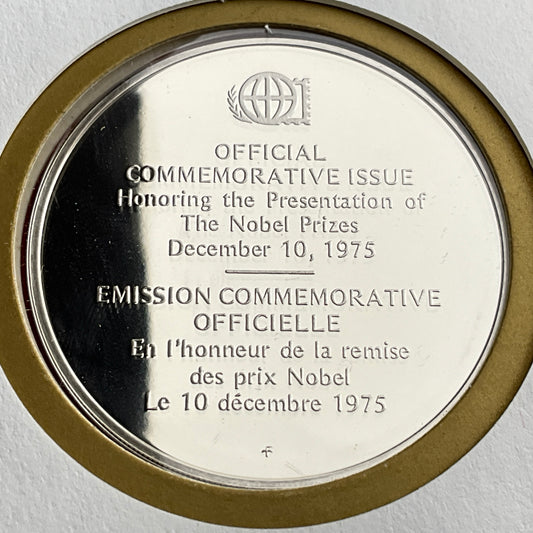 OFFICIAL
COMMEMORATIVE ISSUE
Honoring the Presentation of
The Nobel Prizes
December 10, 1975
EMISSION COMMEMORATIVE
OFFICIELLE
En l'honneur de la remise
des prix Nobel
Le 10 décembre 1975